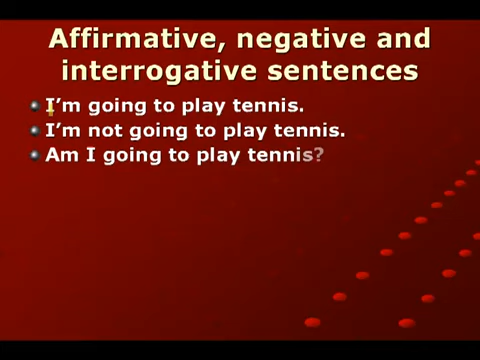 Affirmative, negative and
interrogative sentences
I’m going to play tennis.
I’m not going to play tennis.
Am I going to play tennis?